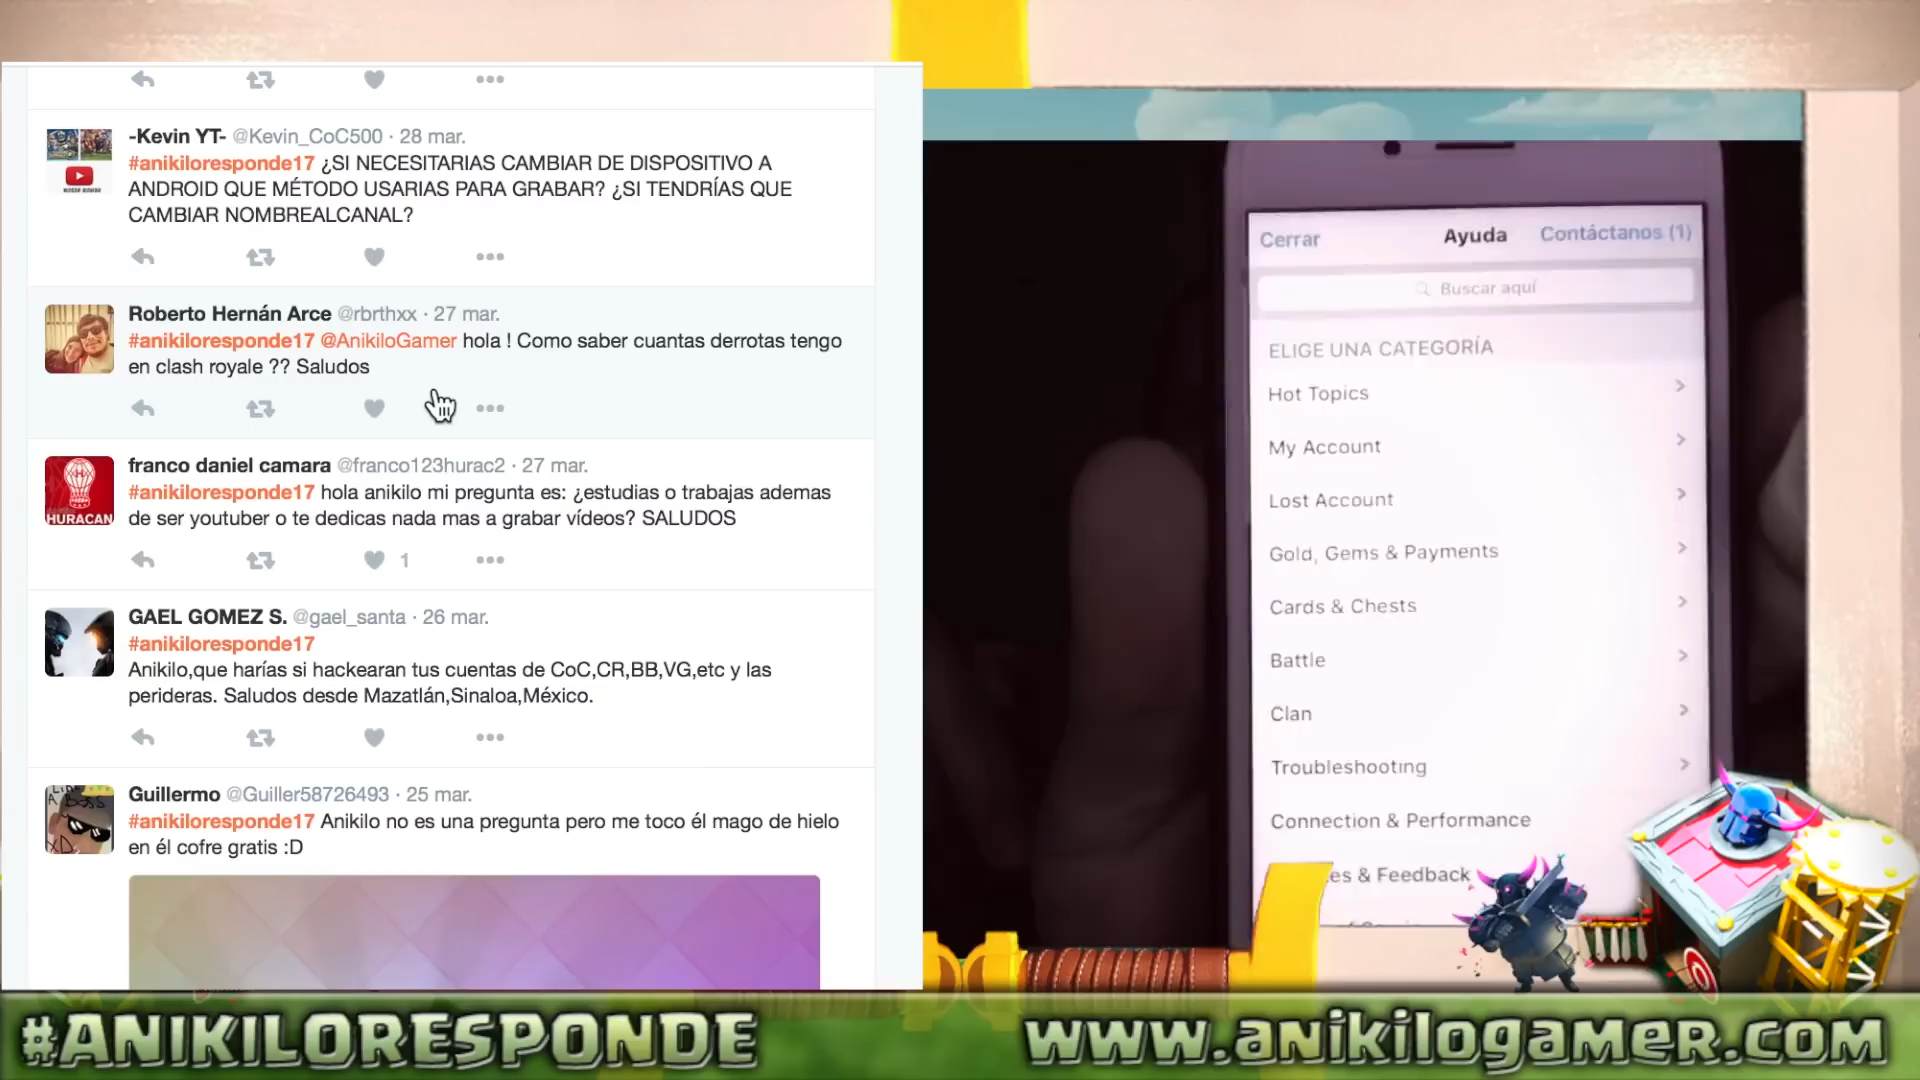 -Kevin YT- @Kevin_CoC500 · 28 mar.
#anikiloresponde17 ¿SI NECESITARIAS CAMBIAR DE DISPOSITIVO A
ANDROID QUE MÉTODO USARIAS PARA GRABAR? ¿SI TENDRÍAS QUE
CAMBIAR NOMBREALCANAL?
Roberto Hernán Arce @rbrthxx · 27 mar.
#anikiloresponde17 @AnikiloGamer hola ! Como saber cuantas derrotas tengo
en clash royale ?? Saludos
HURACAN
franco daniel camara @franco123hurac2 · 27 mar.
#anikiloresponde17 hola anikilo mi pregunta es: ¿estudias o trabajas ademas
de ser youtuber o te dedicas nada mas a grabar vídeos? SALUDOS
1
GAEL GOMEZ S. @gael_santa · 26 mar.
#anikiloresponde17
Anikilo,que harías si hackearan tus cuentas de CoC,CR,BB,VG,etc y las
perideras. Saludos desde Mazatlán,Sinaloa,México.
Guillermo @Guiller58726493 · 25 mar.
#anikiloresponde17 Anikilo no es una pregunta pero me toco él mago de hielo
en él cofre gratis :D
Cerrar Ayuda Contáctanos (1)
Buscar aquí
ELIGE UNA CATEGORÍA
Hot Topics
My Account
Lost Account
Gold, Gems & Payments
Cards & Chests
Battle
Clan
Troubleshooting
Connection & Performance
& Feedback
#ANIKILORESPONDE
www.anikilogamer.com